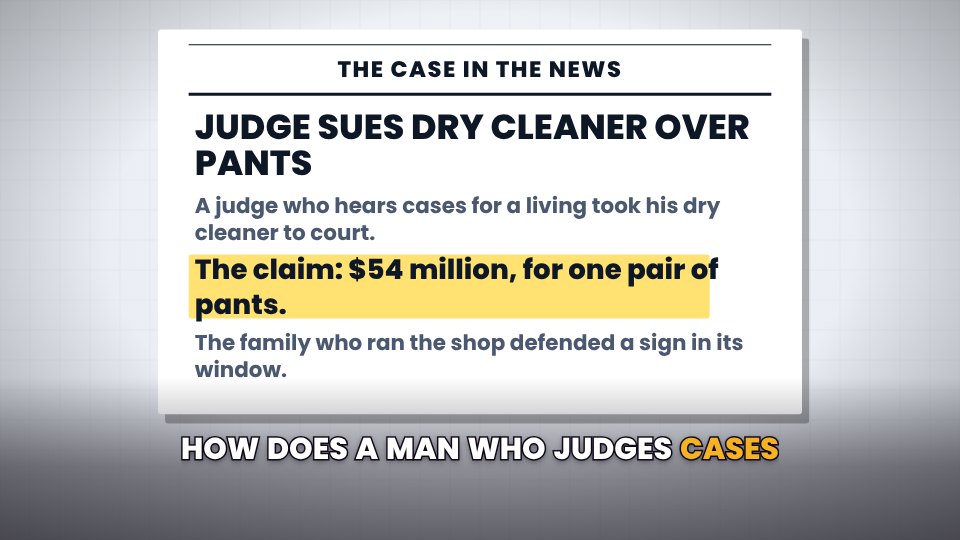 THE CASE IN THE NEWS
JUDGE SUES DRY CLEANER OVER
PANTS
A judge who hears cases for a living took his dry
cleaner to court.
The claim: $54 million, for one pair of
pants.
The family who ran the shop defended a sign in its
window.
HOW DOES A MAN WHO JUDGES CASES